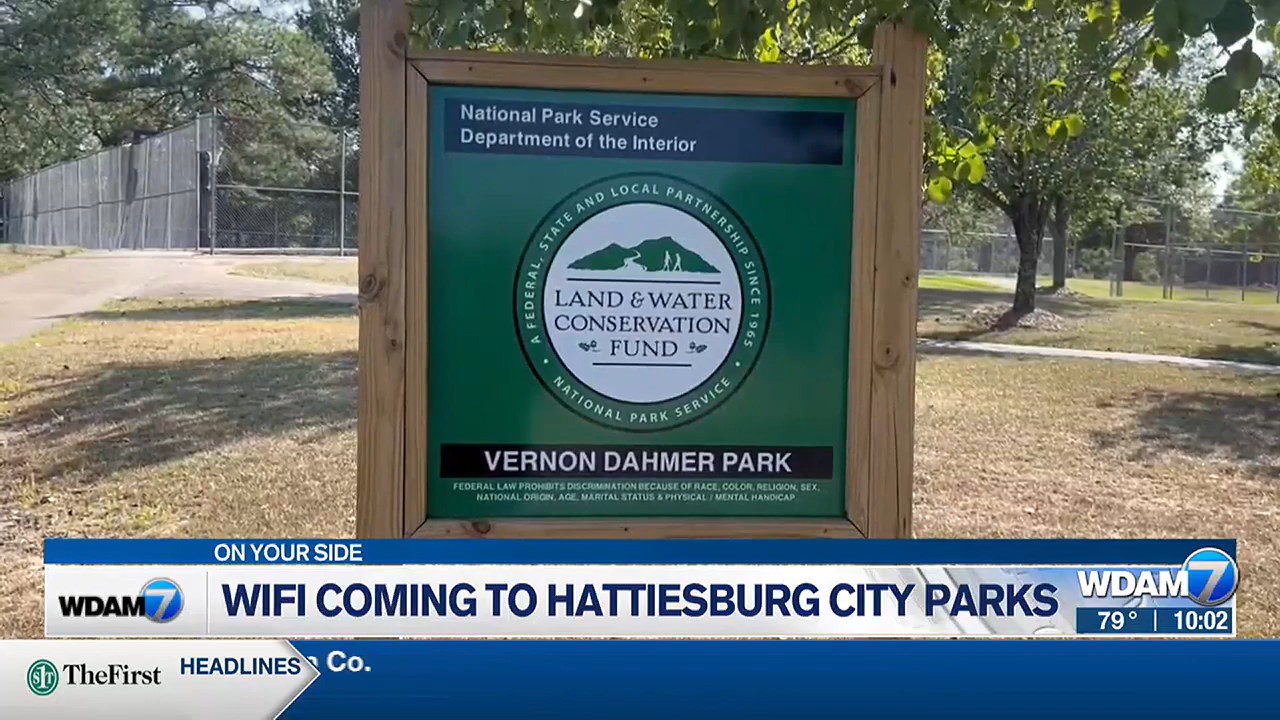 National Park Service
Department of the Interior
A FEDERAL, STATE AND LOCAL PARTNERSHIP SINCE 1965
LAND & WATER
CONSERVATION
FUND
• NATIONAL PARK SERVICE •
VERNON DAHMER PARK
FEDERAL LAW PROHIBITS DISCRIMINATION BECAUSE OF RACE, COLOR, RELIGION, SEX,
NATIONAL ORIGIN, AGE, MARITAL STATUS & PHYSICAL / MENTAL HANDICAP
ON YOUR SIDE
WDAM 7
WIFI COMING TO HATTIESBURG CITY PARKS
WDAM 7
79° | 10:02
TheFirst
HEADLINES
Co.